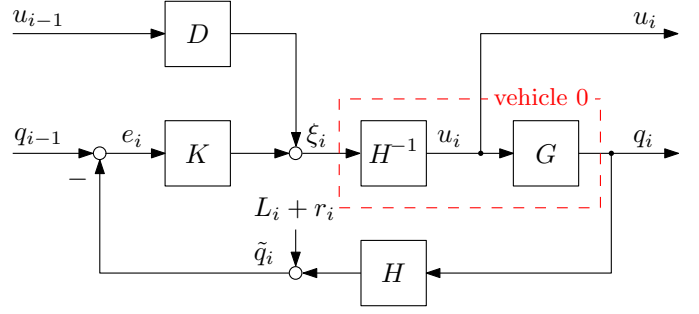 u_{i-1} D u_i
vehicle 0
q_{i-1} e_i K ξ_i H^{-1} u_i G q_i
−
L_i + r_i
q̃_i H